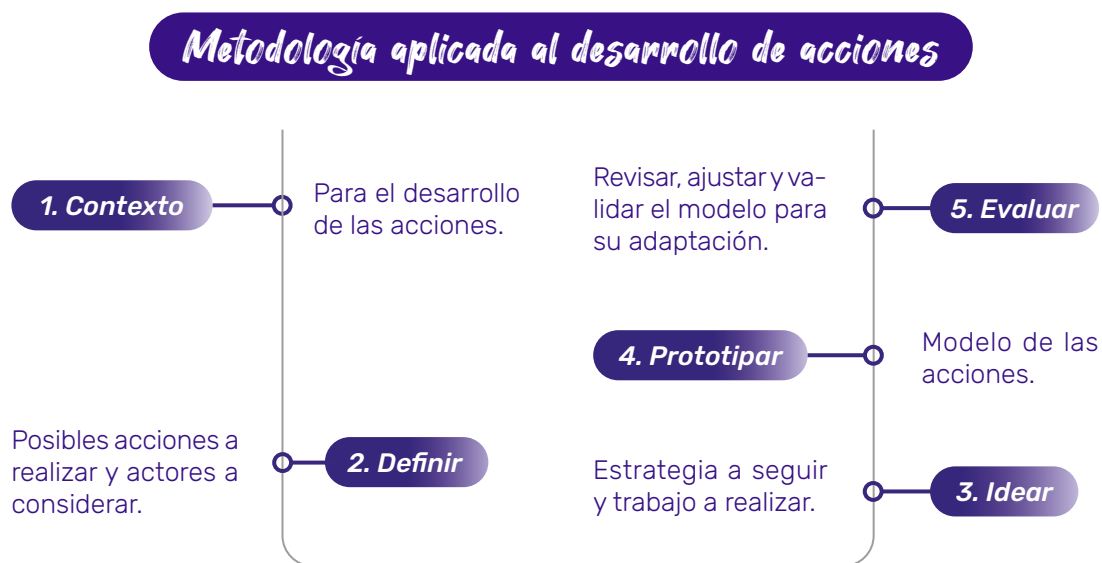 Metodología aplicada al desarrollo de acciones
1. Contexto
Para el desarrollo
de las acciones.
Posibles acciones a
realizar y actores a
considerar.
2. Definir
Estrategia a seguir
y trabajo a realizar.
3. Idear
4. Prototipar
Modelo de las
acciones.
Revisar, ajustar y va-
lidar el modelo para
su adaptación.
5. Evaluar